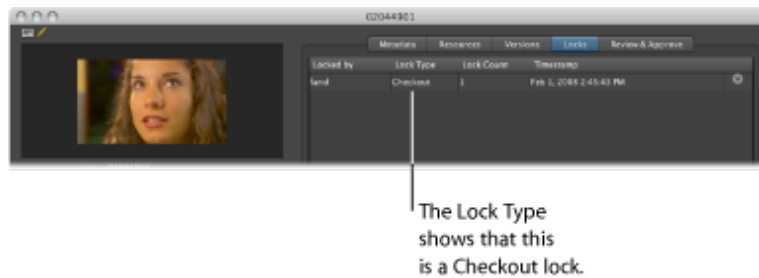 02044901
Metadata Resources Versions Locks Review & Approve
Locked by Lock Type Lock Count Timestamp
Checkout 1 Feb 1, 2008 2:45:43 PM
The Lock Type
shows that this
is a Checkout lock.